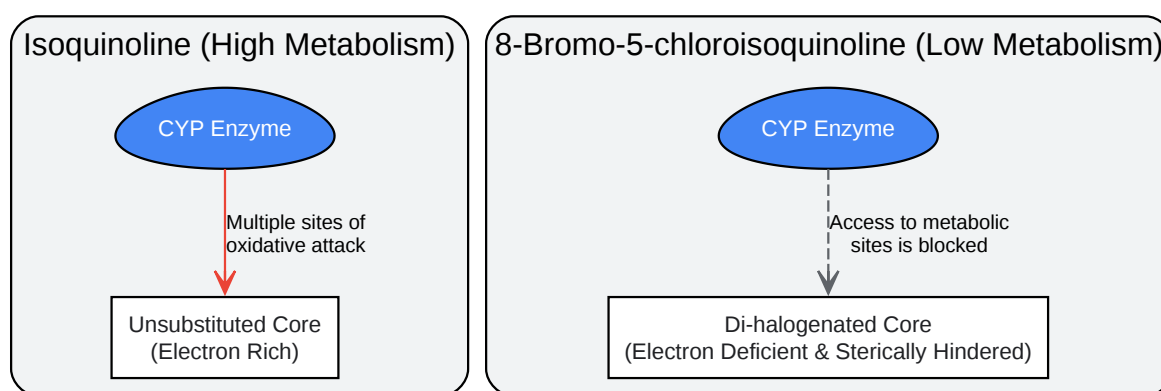 Isoquinoline (High Metabolism)
CYP Enzyme
Multiple sites of
oxidative attack
Unsubstituted Core
(Electron Rich)
8-Bromo-5-chloroisoquinoline (Low Metabolism)
CYP Enzyme
Access to metabolic
sites is blocked
Di-halogenated Core
(Electron Deficient & Sterically Hindered)